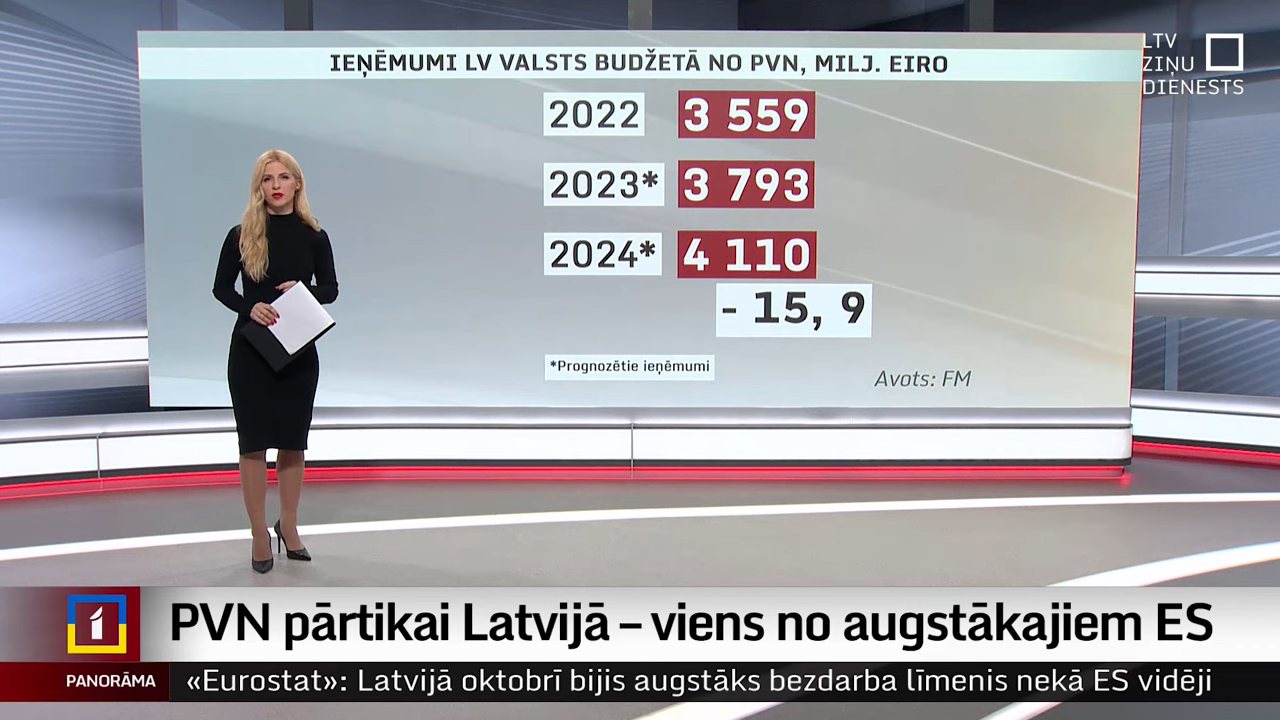 IEŅĒMUMI LV VALSTS BUDŽETĀ NO PVN, MILJ. EIRO
LTV
ZIŅU
DIENESTS
2022 3 559
2023* 3 793
2024* 4 110
- 15, 9
*Prognozētie ieņēmumi
Avots: FM
1
PVN pārtikai Latvijā – viens no augstākajiem ES
PANORĀMA
«Eurostat»: Latvijā oktobrī bijis augstāks bezdarba līmenis nekā ES vidēji